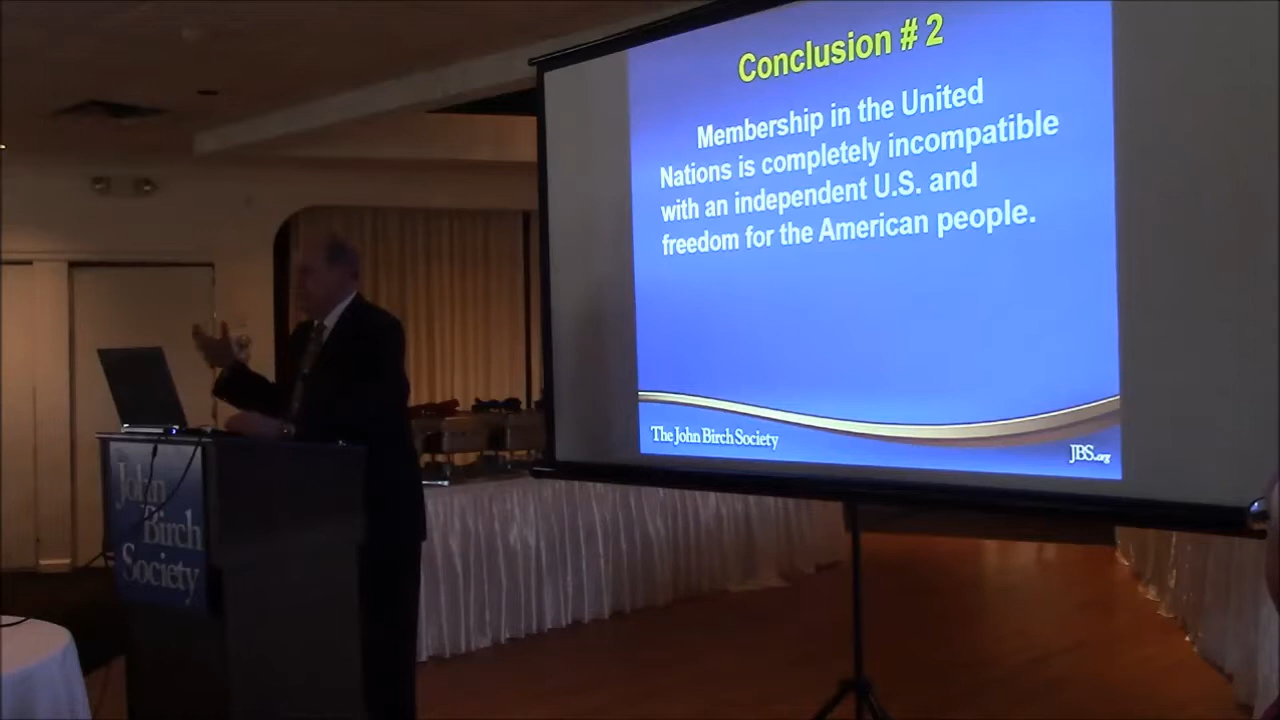 Conclusion # 2
Membership in the United
Nations is completely incompatible
with an independent U.S. and
freedom for the American people.
The John Birch Society
JBS.org
John
Birch
Society